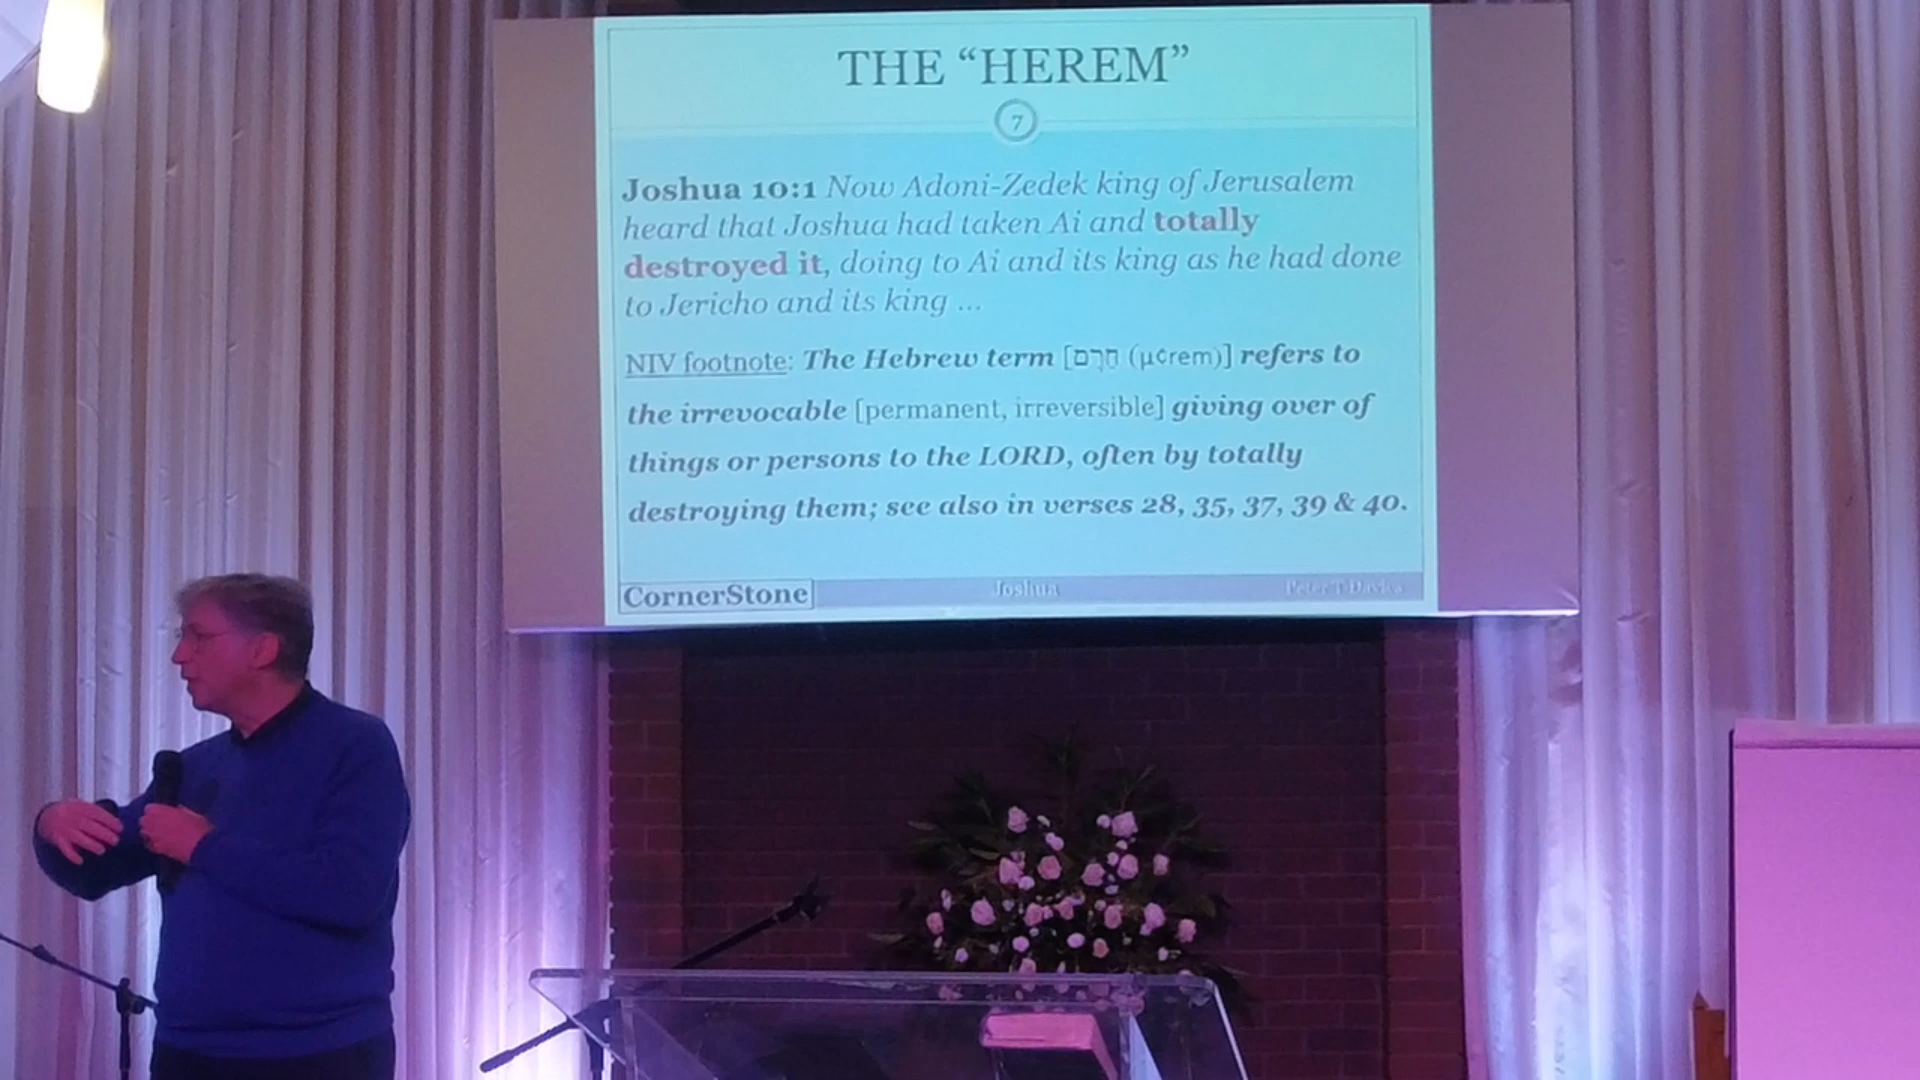 THE “HEREM”
7
Joshua 10:1 Now Adoni-Zedek king of Jerusalem
heard that Joshua had taken Ai and totally
destroyed it, doing to Ai and its king as he had done
to Jericho and its king ...
NIV footnote: The Hebrew term [חֵרֶם (µ¢rem)] refers to
the irrevocable [permanent, irreversible] giving over of
things or persons to the LORD, often by totally
destroying them; see also in verses 28, 35, 37, 39 & 40.
CornerStone Joshua Peter T Davies